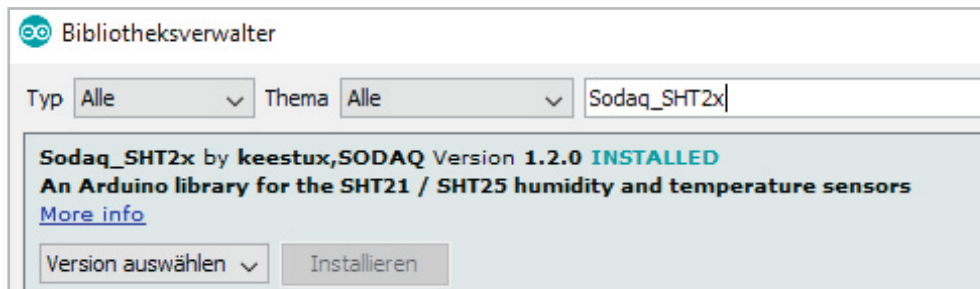 Bibliotheksverwalter
Typ Alle Thema Alle Sodaq_SHT2x
Sodaq_SHT2x by keestux,SODAQ Version 1.2.0 INSTALLED
An Arduino library for the SHT21 / SHT25 humidity and temperature sensors
More info
Version auswählen Installieren